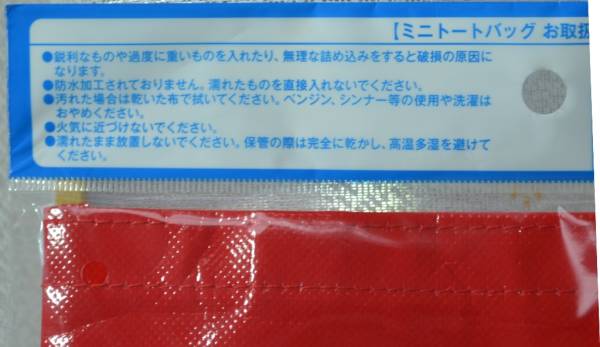 【ミニトートバッグ お取扱
●鋭利なものや過度に重いものを入れたり、無理な詰め込みをすると破損の原因に
なります。
●防水加工されておりません。濡れたものを直接入れないでください。
●汚れた場合は乾いた布で拭いてください。ベンジン、シンナー等の使用や洗濯は
おやめください。
●火気に近づけないでください。
●濡れたまま放置しないでください。保管の際は完全に乾かし、高温多湿を避けて
ください。